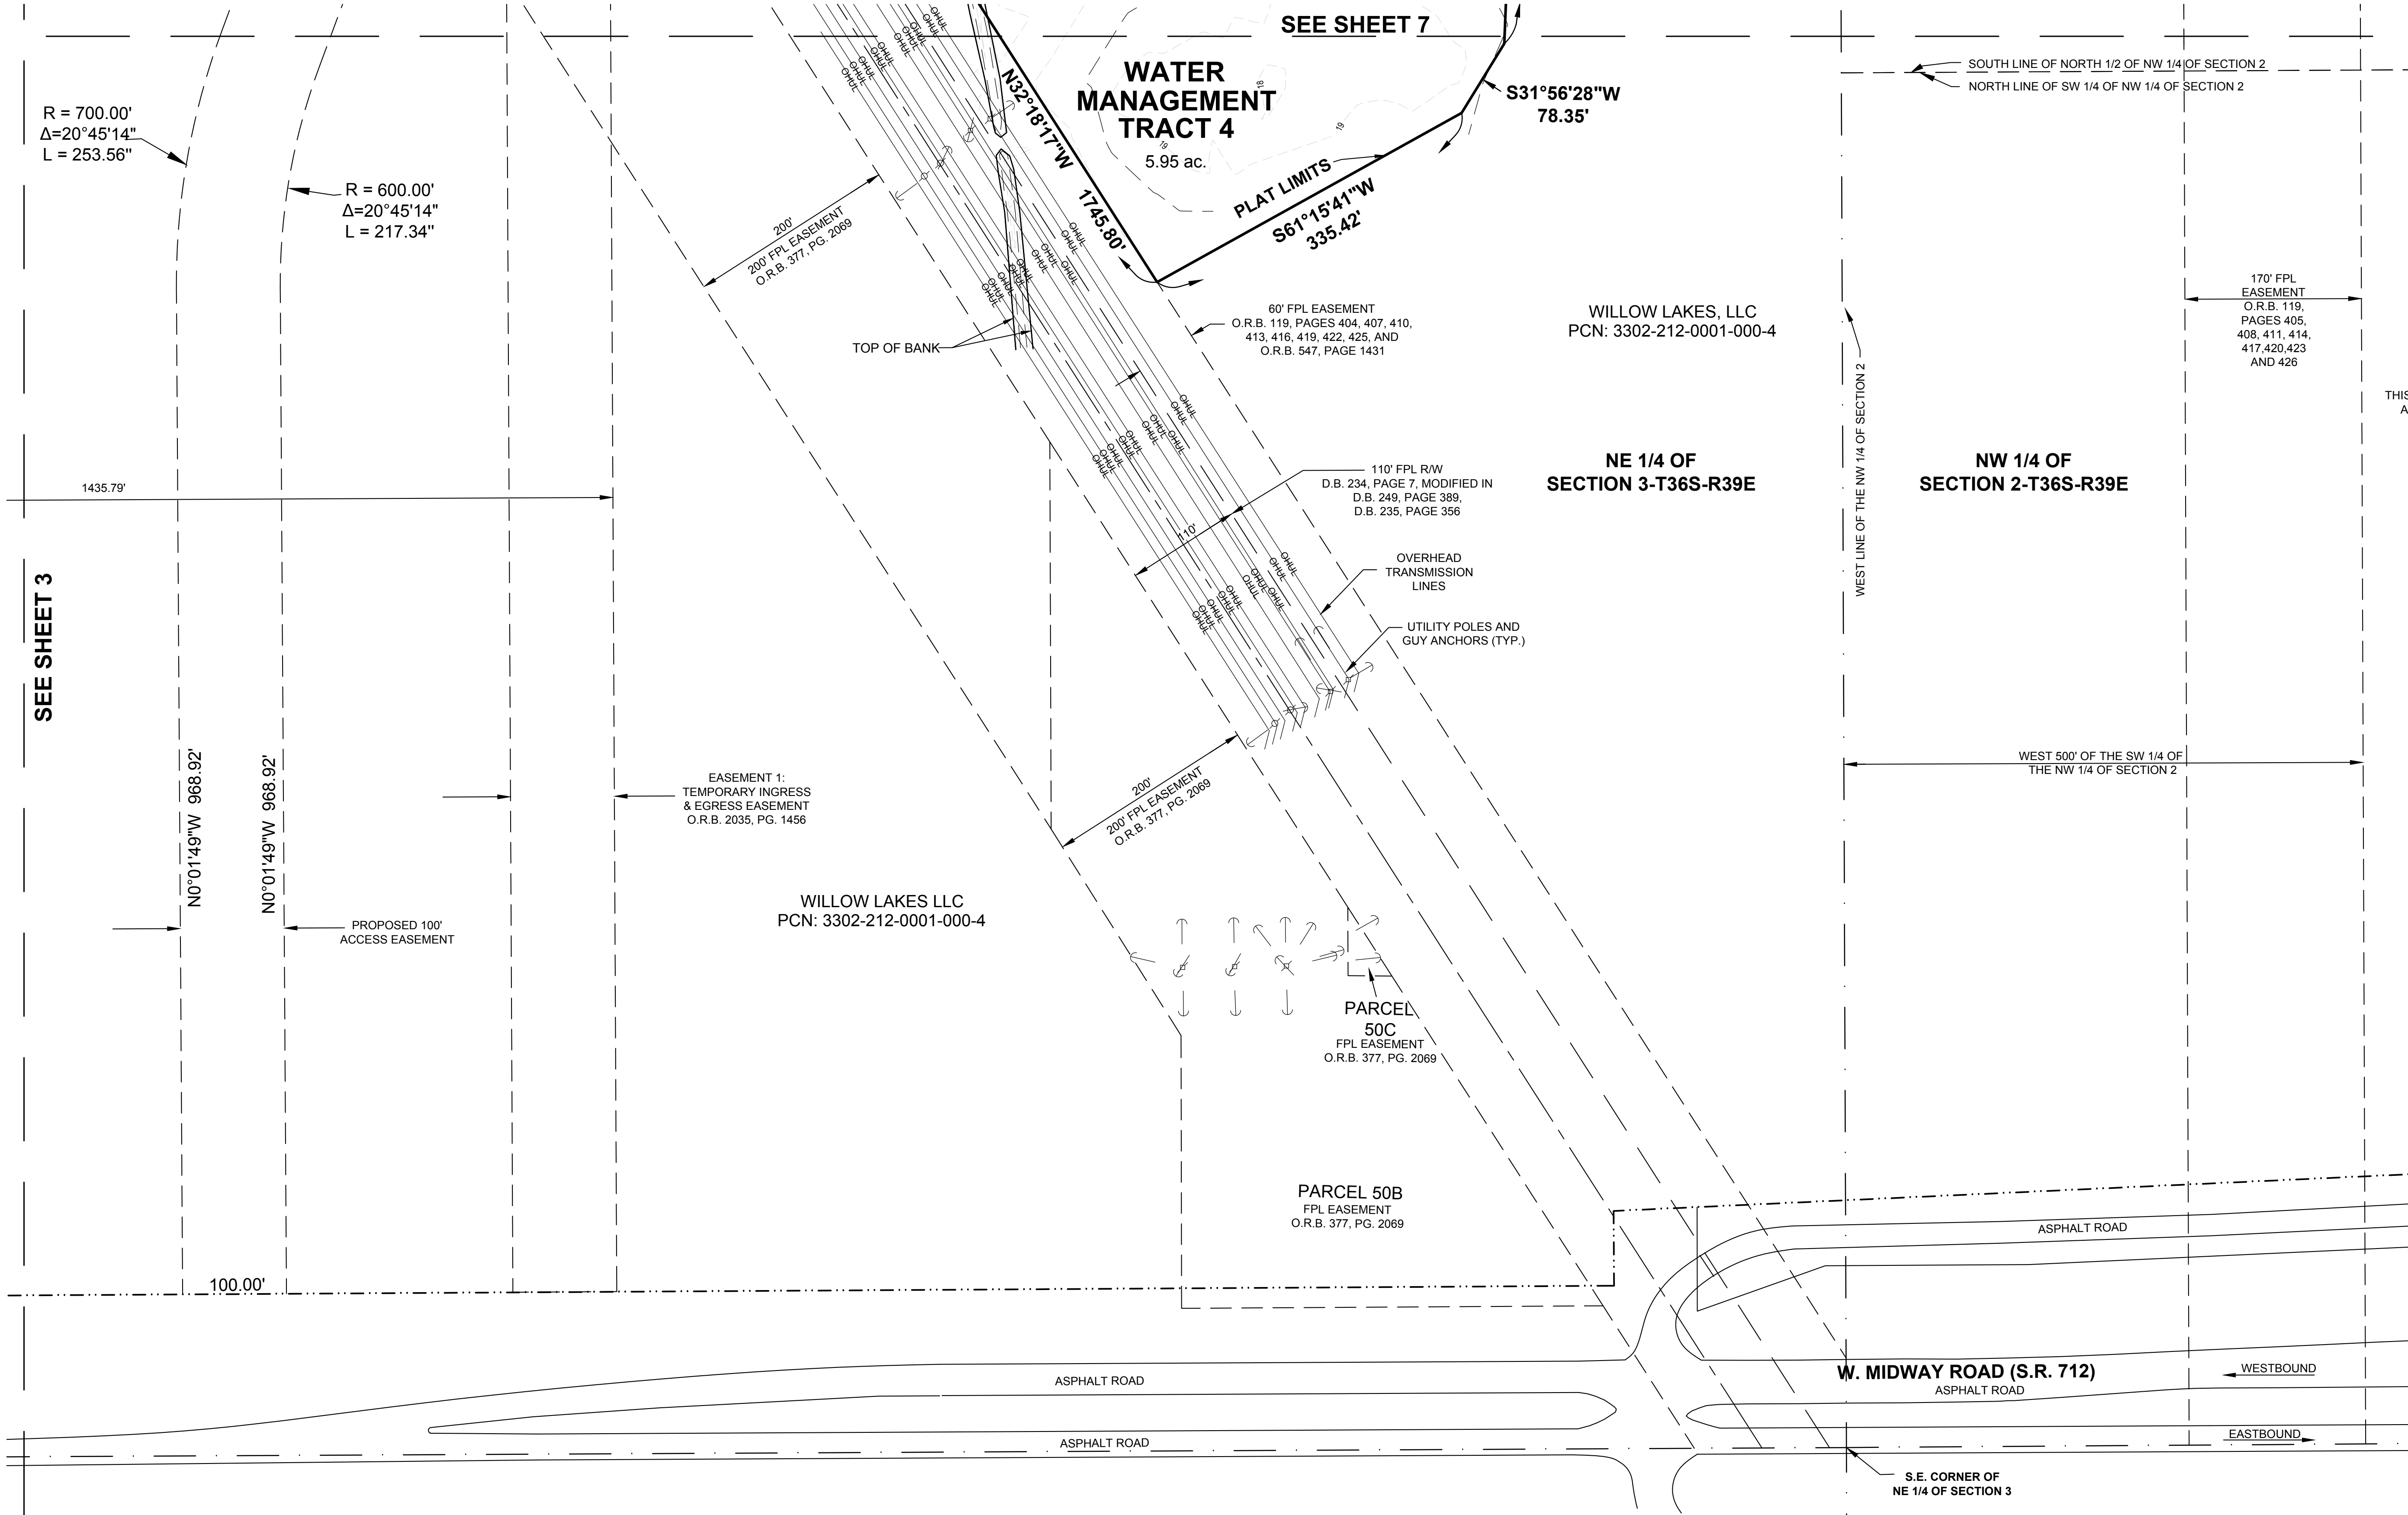 SEE SHEET 7
WATER
MANAGEMENT
TRACT 4
5.95 ac.
19
18
19
N32°18'17"W 1745.80'
S31°56'28"W
78.35'
PLAT LIMITS
S61°15'41"W
335.42'
SOUTH LINE OF NORTH 1/2 OF NW 1/4 OF SECTION 2
NORTH LINE OF SW 1/4 OF NW 1/4 OF SECTION 2
R = 700.00'
Δ=20°45'14"
L = 253.56"
R = 600.00'
Δ=20°45'14"
L = 217.34"
200'
200' FPL EASEMENT
O.R.B. 377, PG. 2069
OHUL
OHUL
OHUL
OHUL
TOP OF BANK
60' FPL EASEMENT
O.R.B. 119, PAGES 404, 407, 410,
413, 416, 419, 422, 425, AND
O.R.B. 547, PAGE 1431
WILLOW LAKES, LLC
PCN: 3302-212-0001-000-4
170' FPL
EASEMENT
O.R.B. 119,
PAGES 405,
408, 411, 414,
417,420,423
AND 426
THIS
A
WEST LINE OF THE NW 1/4 OF SECTION 2
NE 1/4 OF
SECTION 3-T36S-R39E
NW 1/4 OF
SECTION 2-T36S-R39E
1435.79'
110' FPL R/W
D.B. 234, PAGE 7, MODIFIED IN
D.B. 249, PAGE 389,
D.B. 235, PAGE 356
110'
OVERHEAD
TRANSMISSION
LINES
UTILITY POLES AND
GUY ANCHORS (TYP.)
SEE SHEET 3
N0°01'49"W 968.92'
N0°01'49"W 968.92'
EASEMENT 1:
TEMPORARY INGRESS
& EGRESS EASEMENT
O.R.B. 2035, PG. 1456
200'
200' FPL EASEMENT
O.R.B. 377, PG. 2069
WEST 500' OF THE SW 1/4 OF
THE NW 1/4 OF SECTION 2
PROPOSED 100'
ACCESS EASEMENT
WILLOW LAKES LLC
PCN: 3302-212-0001-000-4
PARCEL
50C
FPL EASEMENT
O.R.B. 377, PG. 2069
PARCEL 50B
FPL EASEMENT
O.R.B. 377, PG. 2069
100.00'
ASPHALT ROAD
ASPHALT ROAD
W. MIDWAY ROAD (S.R. 712)
ASPHALT ROAD
WESTBOUND
ASPHALT ROAD
EASTBOUND
S.E. CORNER OF
NE 1/4 OF SECTION 3